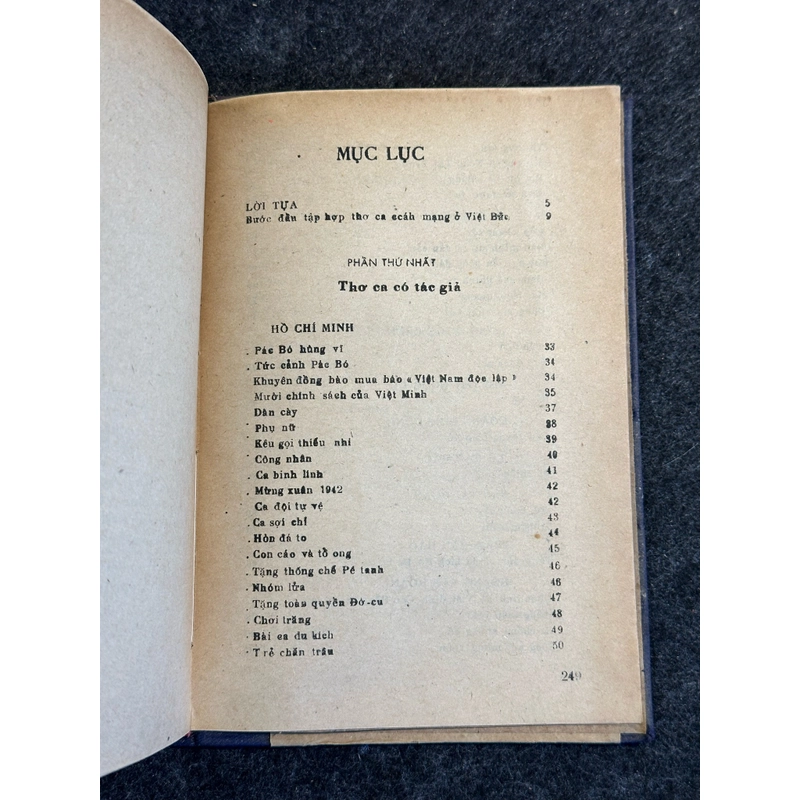 MỤC LỤC
LỜI TỰA 5
Bước đầu tập hợp thơ ca ecáh mạng ở Việt Bức 9
PHẦN THỨ NHẤT
Thơ ca có tác giả
HỒ CHÍ MINH
. Pác Bó hùng vĩ 33
. Tức cảnh Pác Bó 34
Khuyên đồng bào mua báo « Việt Nam độc lập » 34
Mười chính sách của Việt Minh 35
Dân cày 37
. Phụ nữ 38
. Kêu gọi thiếu nhi 39
. Công nhân 40
. Ca binh lính 41
. Mừng xuân 1942 42
. Ca đội tự vệ 42
. Ca sợi chỉ 43
. Hòn đá to 44
. Con cáo và tổ ong 45
. Tặng thống chế Pê tanh 46
. Nhóm lửa 46
Tặng toàn quyền Đờ-cu 47
. Chơi trăng 48
. Bài ca du kích 49
. Trẻ chăn trâu 50
249